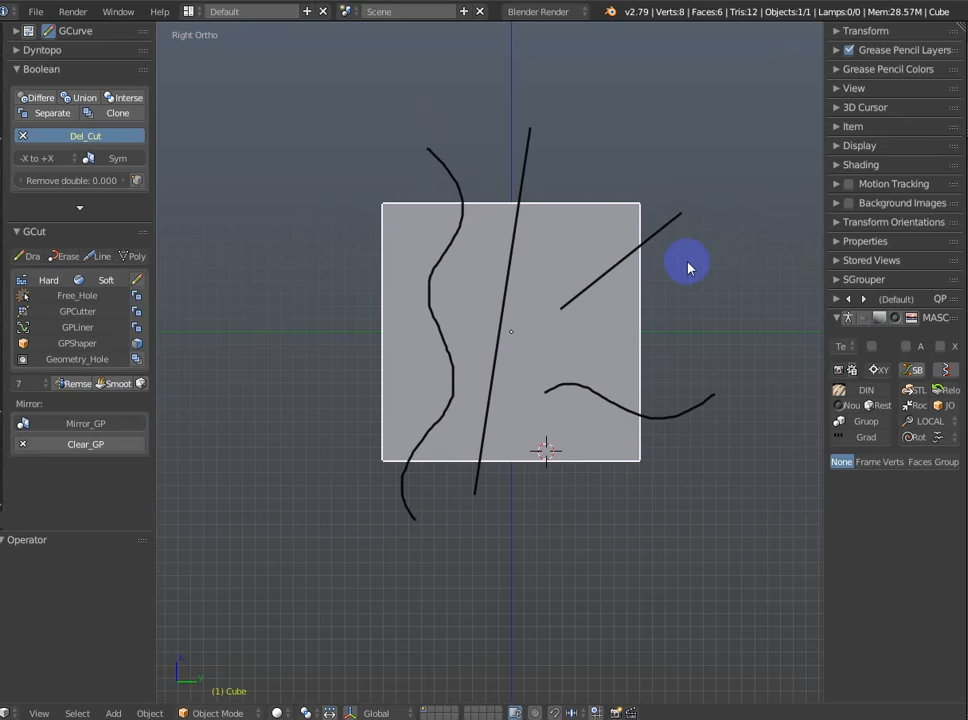 File Render Window Help Default Scene Blender Render v2.79 | Verts:8 | Faces:6 | Tris:12 | Objects:1/1 | Lamps:0/0 | Mem:28.57M | Cube
GCurve
Dyntopo
Boolean
Differe Union Interse
Separate Clone
Del_Cut
-X to +X Sym
Remove double: 0.000
GCut
Dra Erase Line Poly
Hard Soft
Free_Hole
GPCutter
GPLiner
GPShaper
Geometry_Hole
7 Remse Smoot
Mirror:
Mirror_GP
Clear_GP
Operator
Right Ortho
Z
Y
(1) Cube
Transform
Grease Pencil Layers
Grease Pencil Colors
View
3D Cursor
Item
Display
Shading
Motion Tracking
Background Images
Transform Orientations
Properties
Stored Views
SGrouper
(Default) QP
MASC
Te A X
XY SB
DIN STL Relo
Nou Rest Roc JO
Gruop LOCAL
Grad Rot
None Frame Verts Faces Group
View Select Add Object Object Mode Global